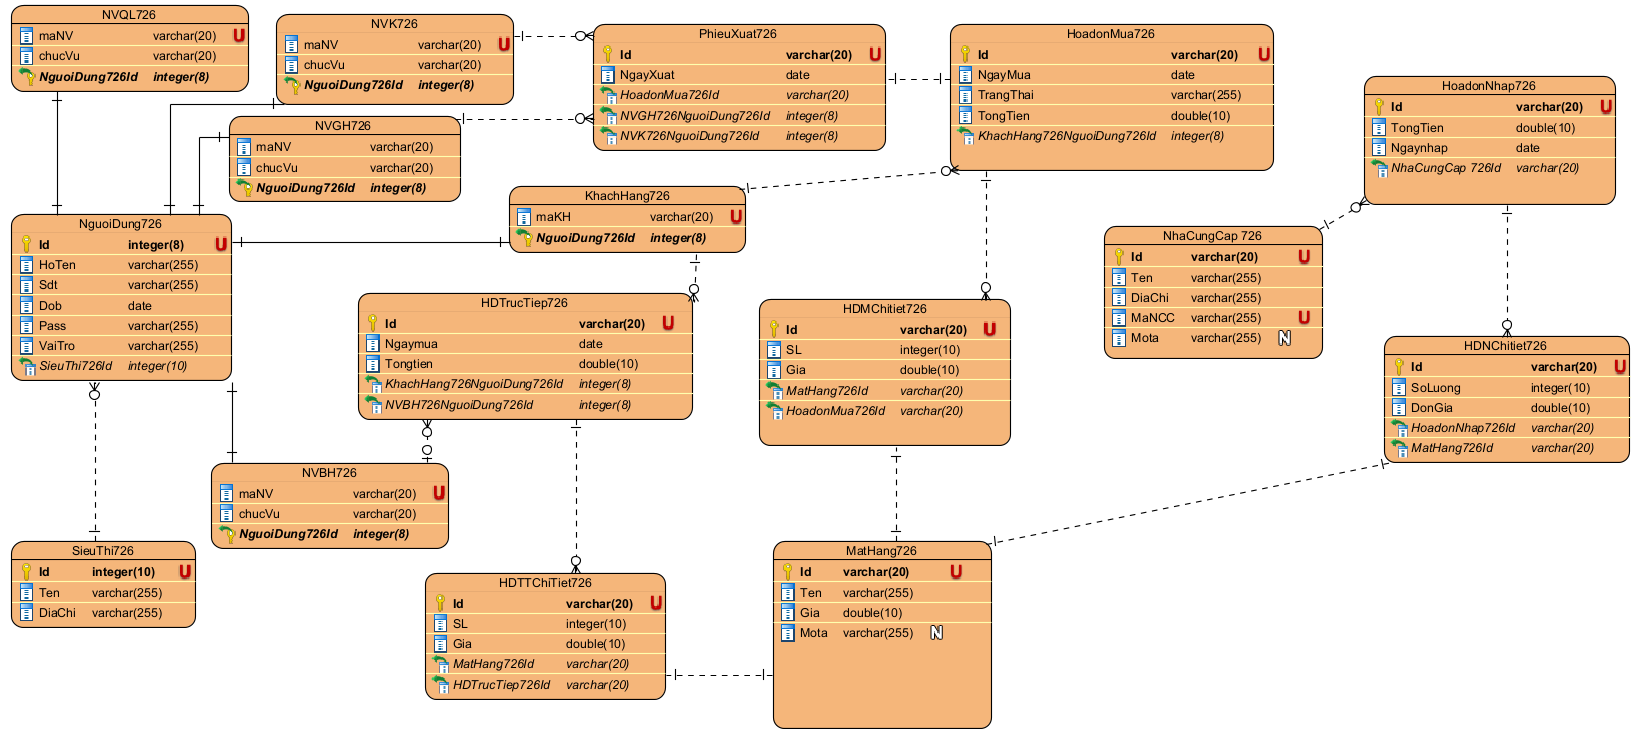 NVQL726
maNV varchar(20) U
chucVu varchar(20)
NguoiDung726Id integer(8)
NVK726
maNV varchar(20) U
chucVu varchar(20)
NguoiDung726Id integer(8)
PhieuXuat726
Id varchar(20) U
NgayXuat date
HoadonMua726Id varchar(20)
NVGH726NguoiDung726Id integer(8)
NVK726NguoiDung726Id integer(8)
HoadonMua726
Id varchar(20) U
NgayMua date
TrangThai varchar(255)
TongTien double(10)
KhachHang726NguoiDung726Id integer(8)
HoadonNhap726
Id varchar(20) U
TongTien double(10)
Ngaynhap date
NhaCungCap 726Id varchar(20)
NVGH726
maNV varchar(20)
chucVu varchar(20)
NguoiDung726Id integer(8)
KhachHang726
maKH varchar(20) U
NguoiDung726Id integer(8)
NguoiDung726
Id integer(8) U
HoTen varchar(255)
Sdt varchar(255)
Dob date
Pass varchar(255)
VaiTro varchar(255)
SieuThi726Id integer(10)
NhaCungCap 726
Id varchar(20) U
Ten varchar(255)
DiaChi varchar(255)
MaNCC varchar(255) U
Mota varchar(255) N
HDTrucTiep726
Id varchar(20) U
Ngaymua date
Tongtien double(10)
KhachHang726NguoiDung726Id integer(8)
NVBH726NguoiDung726Id integer(8)
HDMChitiet726
Id varchar(20) U
SL integer(10)
Gia double(10)
MatHang726Id varchar(20)
HoadonMua726Id varchar(20)
HDNChitiet726
Id varchar(20) U
SoLuong integer(10)
DonGia double(10)
HoadonNhap726Id varchar(20)
MatHang726Id varchar(20)
NVBH726
maNV varchar(20) U
chucVu varchar(20)
NguoiDung726Id integer(8)
SieuThi726
Id integer(10) U
Ten varchar(255)
DiaChi varchar(255)
HDTTChiTiet726
Id varchar(20) U
SL integer(10)
Gia double(10)
MatHang726Id varchar(20)
HDTrucTiep726Id varchar(20)
MatHang726
Id varchar(20) U
Ten varchar(255)
Gia double(10)
Mota varchar(255) N